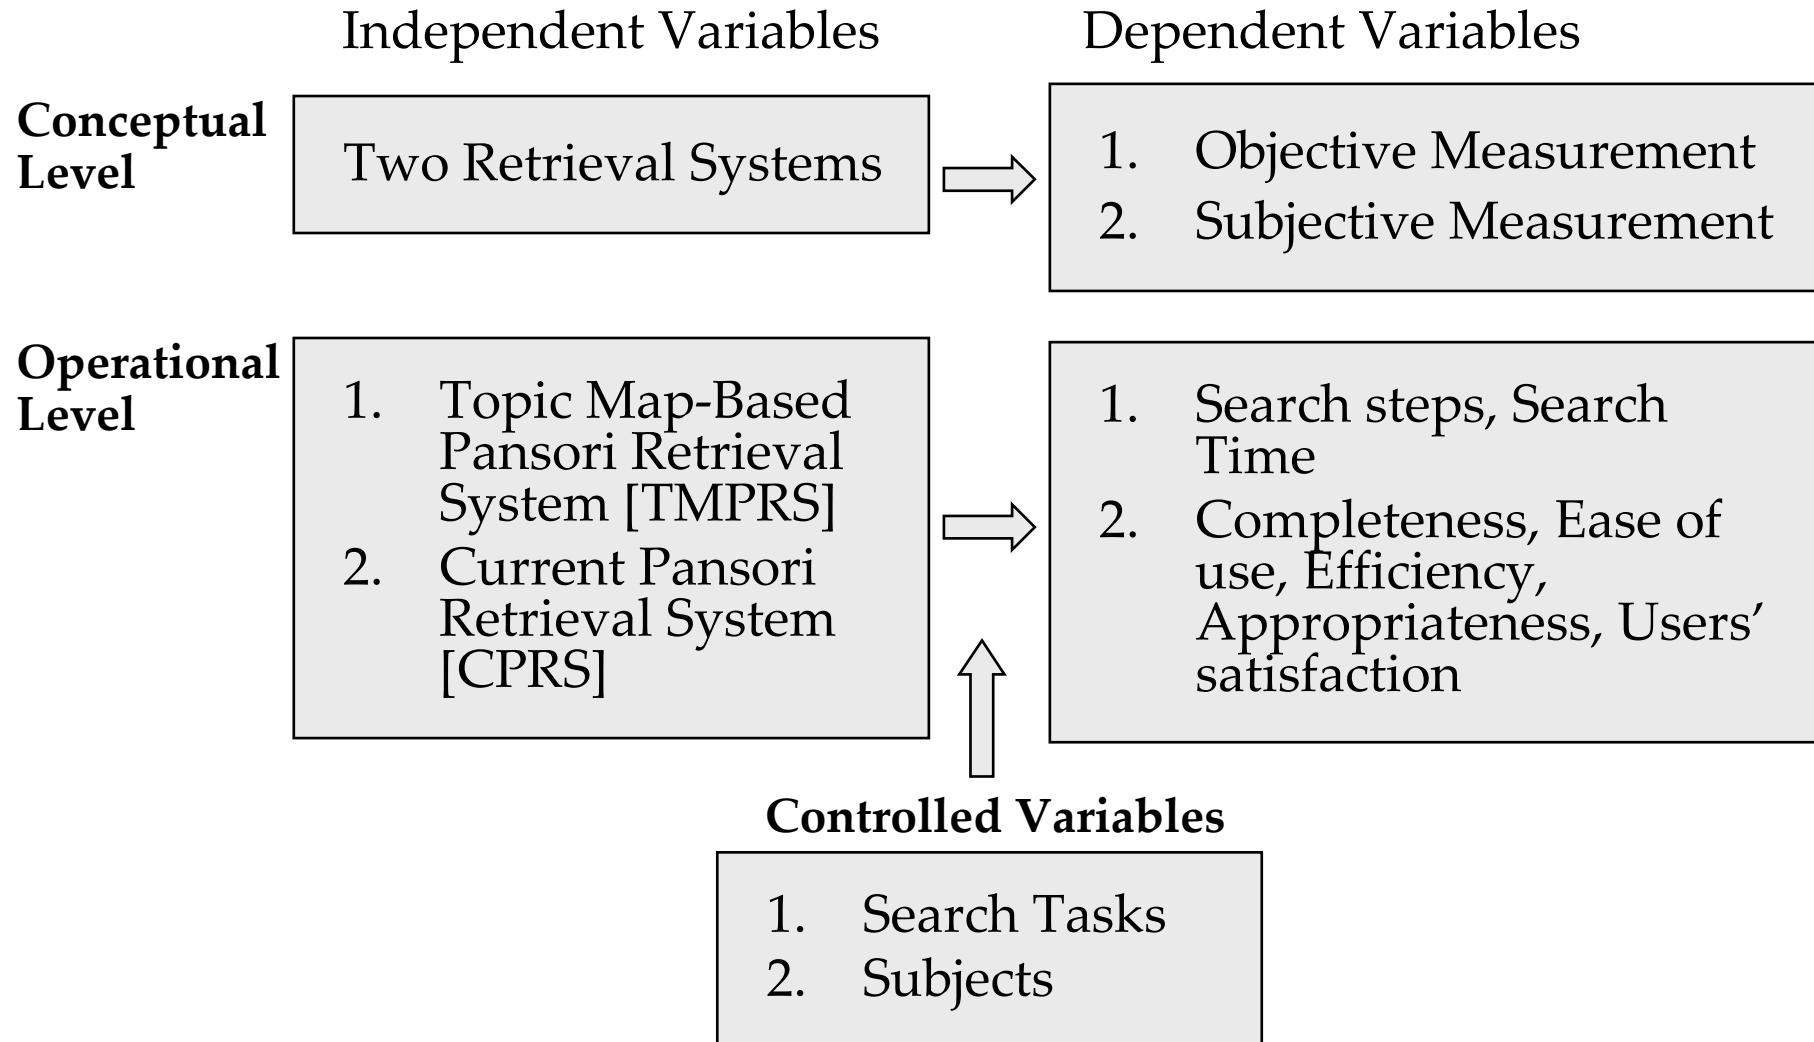 Independent Variables
Dependent Variables
Conceptual
Level
Two Retrieval Systems
1. Objective Measurement
2. Subjective Measurement
Operational
Level
1. Topic Map-Based
Pansori Retrieval
System [TMPRS]
2. Current Pansori
Retrieval System
[CPRS]
1. Search steps, Search
Time
2. Completeness, Ease of
use, Efficiency,
Appropriateness, Users’
satisfaction
Controlled Variables
1. Search Tasks
2. Subjects